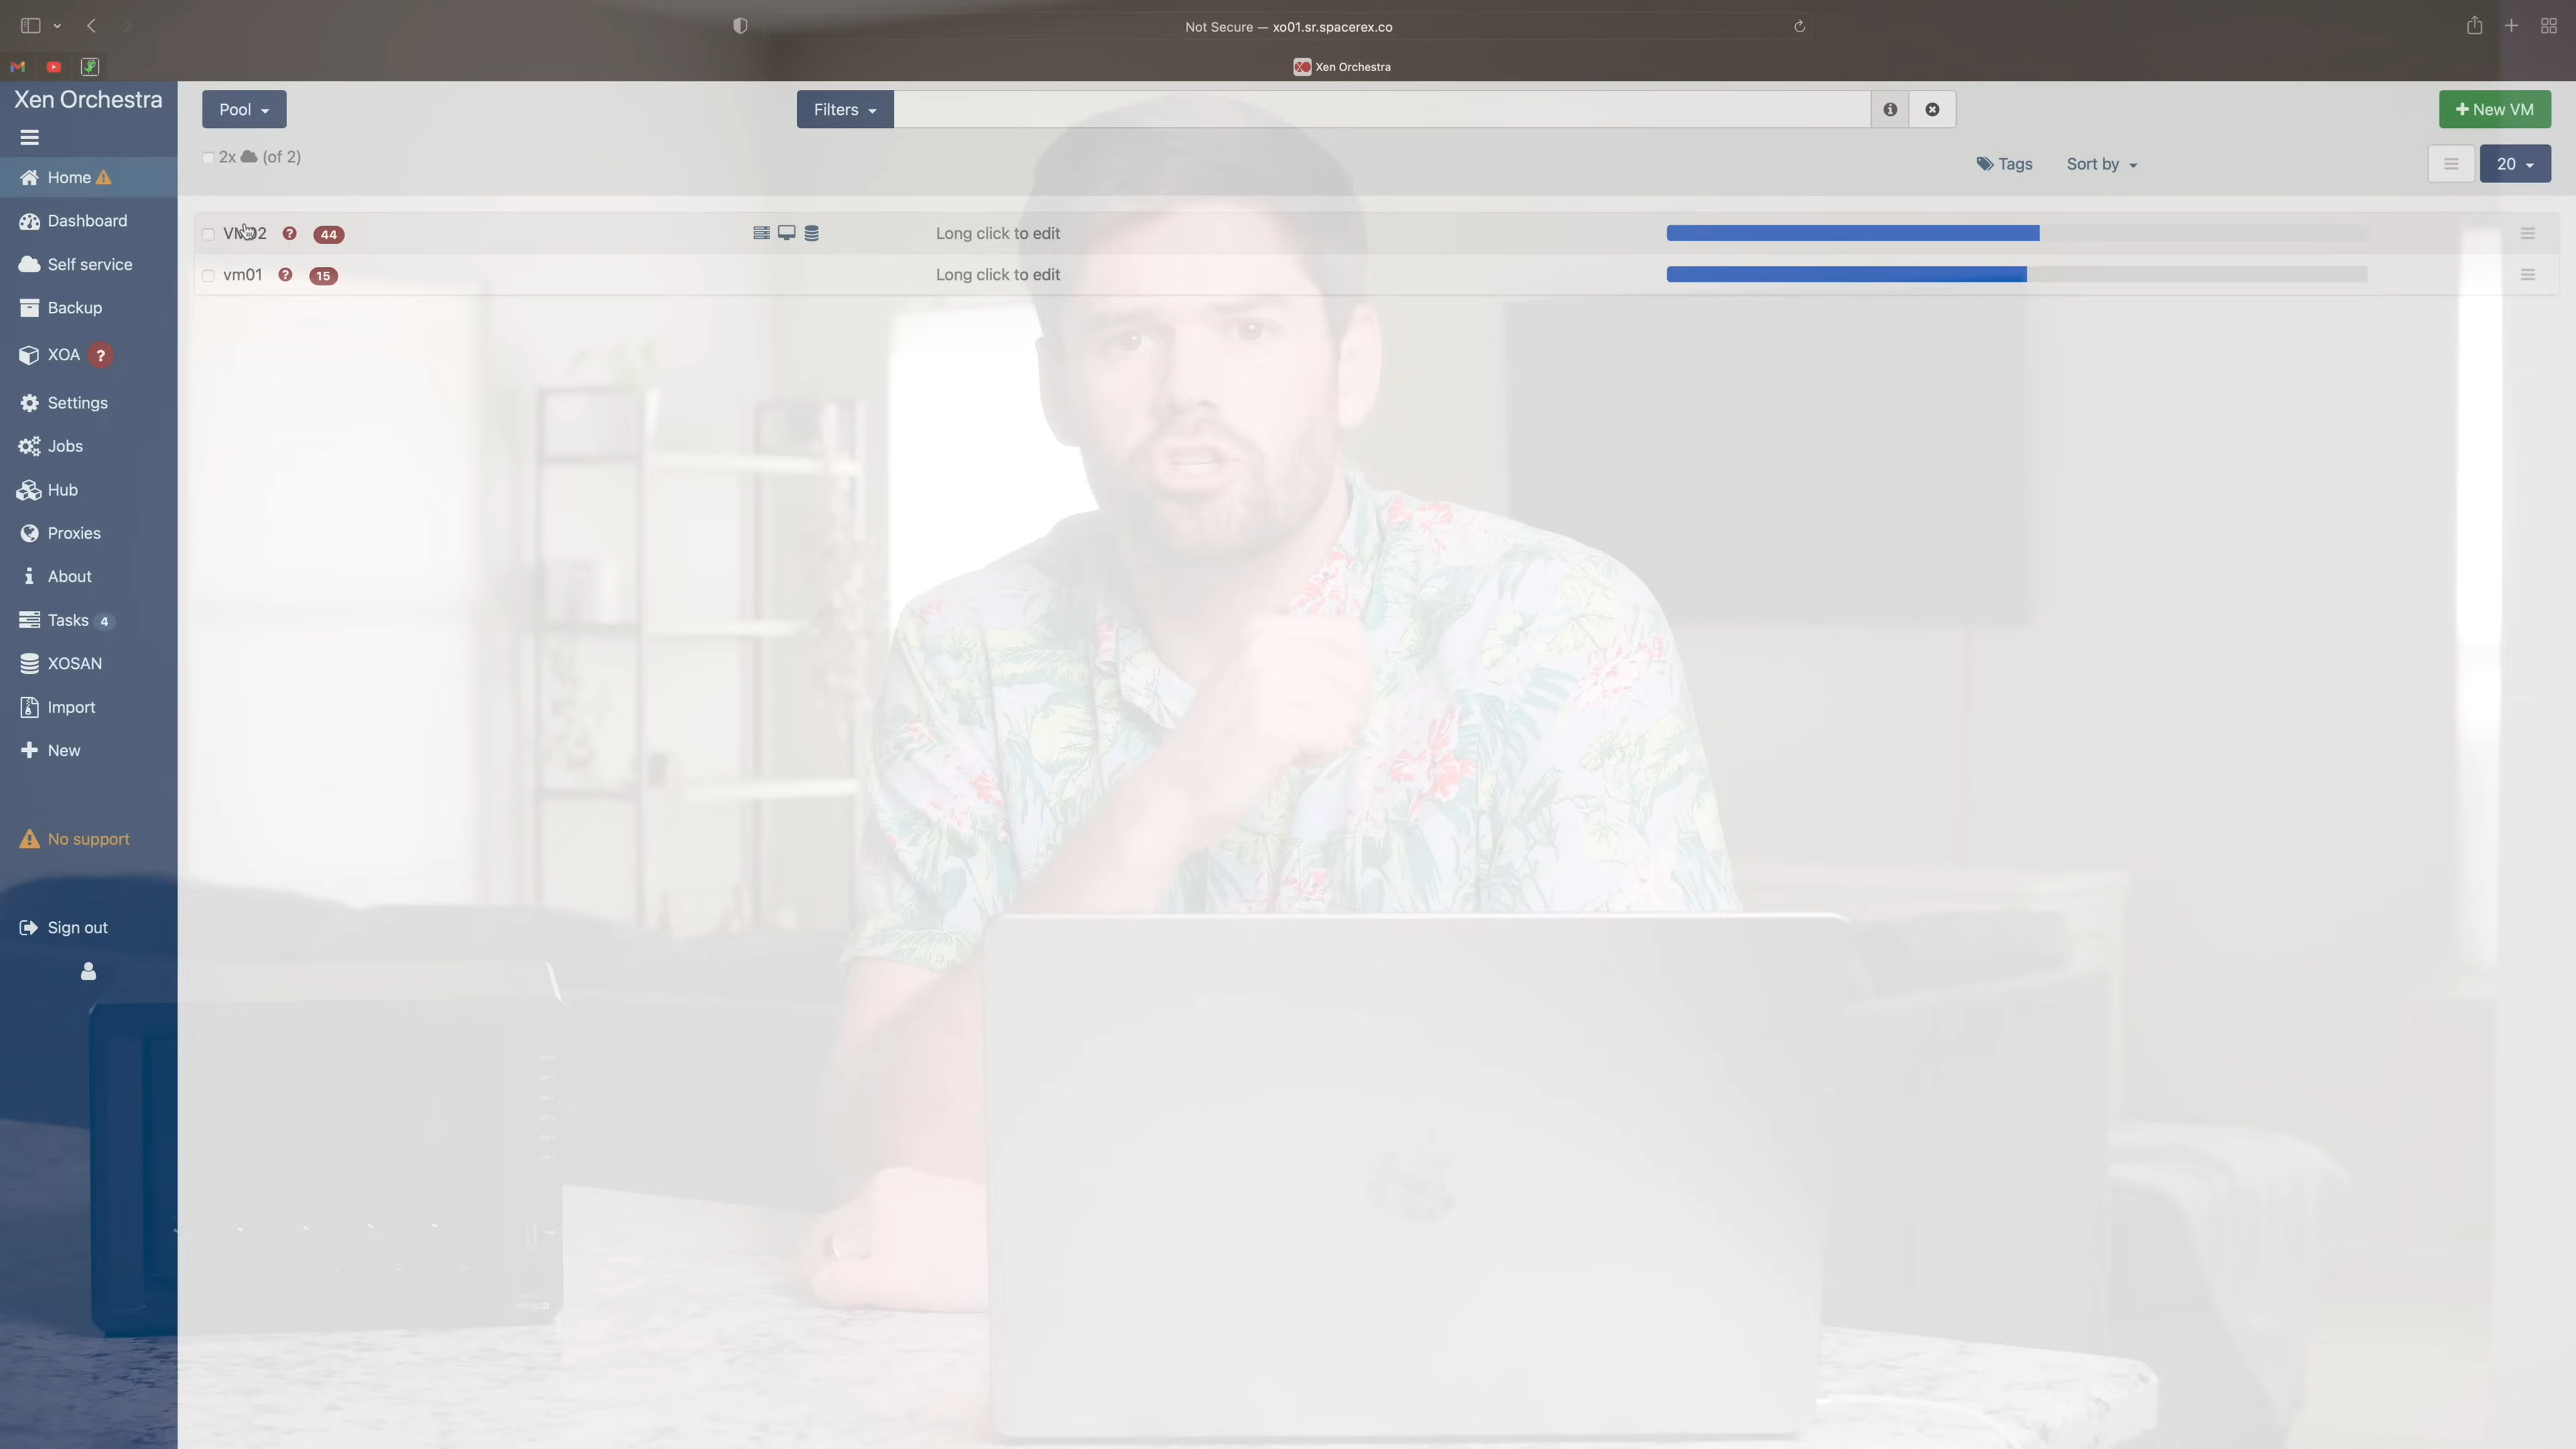 Not Secure — xo01.sr.spacerex.co
Xen Orchestra
Xen Orchestra
Pool
Filters
New VM
2x (of 2)
Tags
Sort by
20
Home
Dashboard
Self service
Backup
XOA ?
Settings
Jobs
Hub
Proxies
About
Tasks 4
XOSAN
Import
New
No support
Sign out
? 44
Long click to edit
vm01 ? 15
Long click to edit